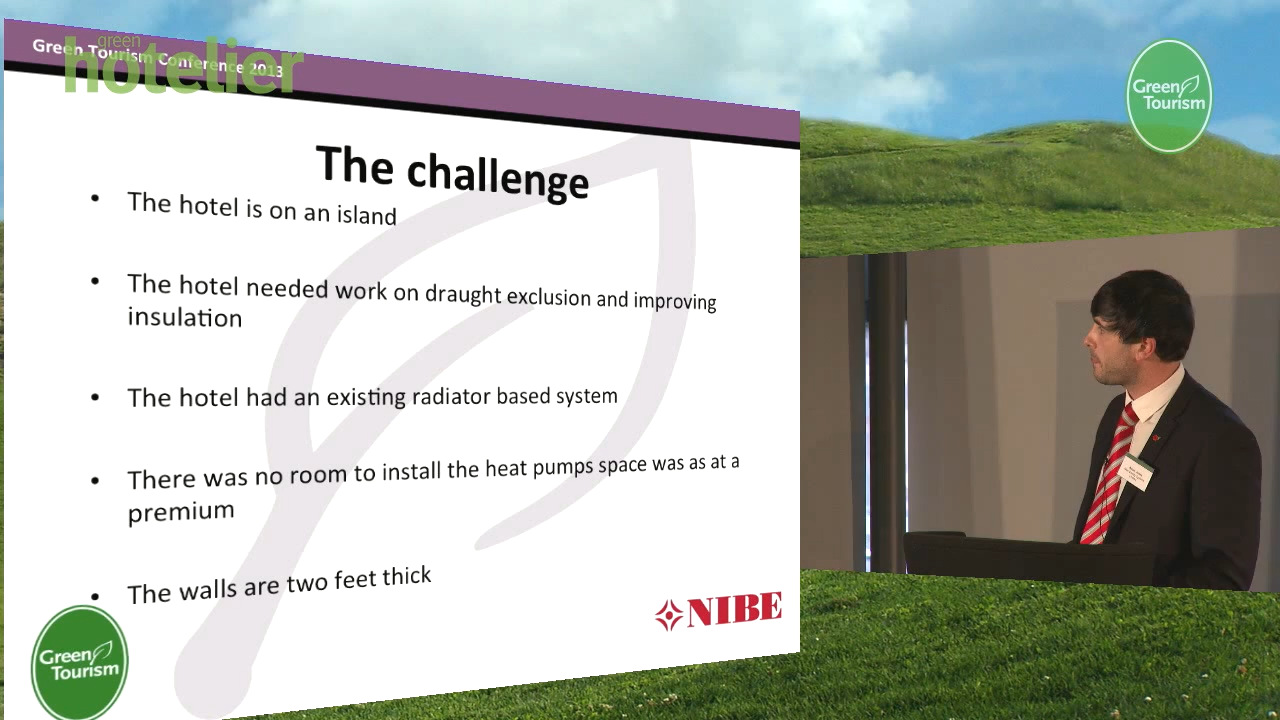 Green Tourism Conference 2013
green
hotelier
Green
Tourism
The challenge
• The hotel is on an island
• The hotel needed work on draught exclusion and improving
insulation
• The hotel had an existing radiator based system
• There was no room to install the heat pumps space was as at a
premium
• The walls are two feet thick
NIBE
Green
Tourism